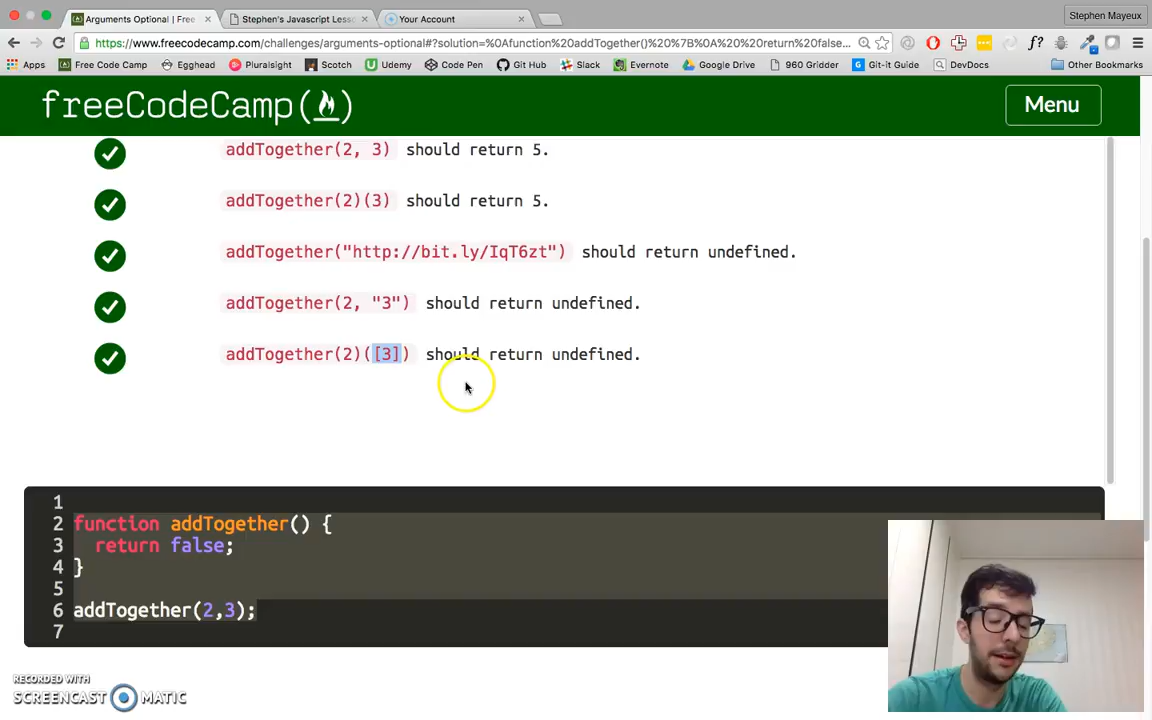 Arguments Optional | Free
Stephen's Javascript Less
Your Account
Stephen Mayeux
https://www.freecodecamp.com/challenges/arguments-optional#?solution=%0Afunction%20addTogether()%20%7B%0A%20%20return%20false...
Apps
Free Code Camp
Egghead
Pluralsight
Scotch
Udemy
Code Pen
Git Hub
Slack
Evernote
Google Drive
960 Gridder
Git-it Guide
DevDocs
Other Bookmarks
freeCodeCamp
Menu
addTogether(2, 3) should return 5.
addTogether(2)(3) should return 5.
addTogether("http://bit.ly/IqT6zt") should return undefined.
addTogether(2, "3") should return undefined.
addTogether(2)([3]) should return undefined.
1
2 function addTogether() {
3 return false;
4 }
5
6 addTogether(2,3);
7
RECORDED WITH
SCREENCAST MATIC